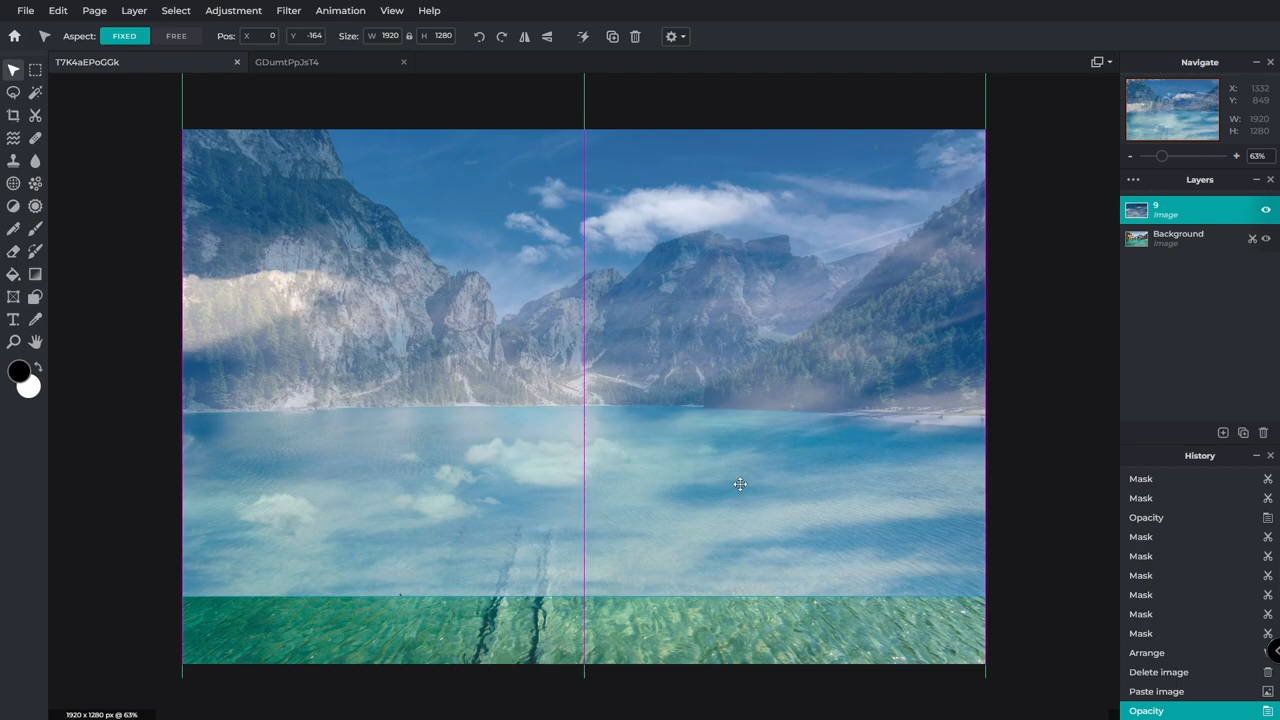 File Edit Page Layer Select Adjustment Filter Animation View Help
Aspect: FIXED FREE Pos: X 0 Y -164 Size: W 1920 H 1280
T7K4aEPoGGk
GDumtPpJsT4
Navigate
X: 1332
Y: 849
W: 1920
H: 1280
63%
Layers
9
Image
Background
Image
History
Mask
Mask
Opacity
Mask
Mask
Mask
Mask
Mask
Mask
Arrange
Delete image
Paste image
Opacity
1920 x 1280 px @ 63%